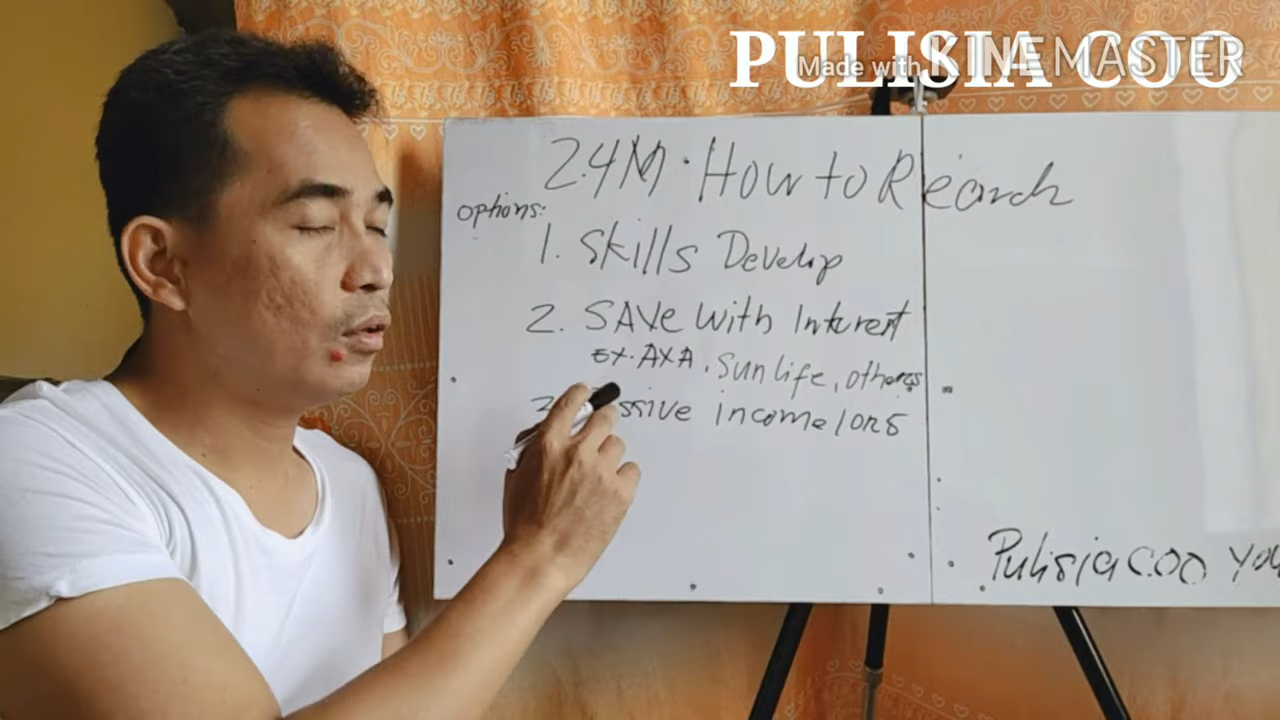 PULISIA COO
Made with KINEMASTER
2.4M. How to Reach
options:
1. Skills Develop
2. SAVe with Interest
EX. AXA, Sun life, others
income/ors
Pulisia coo